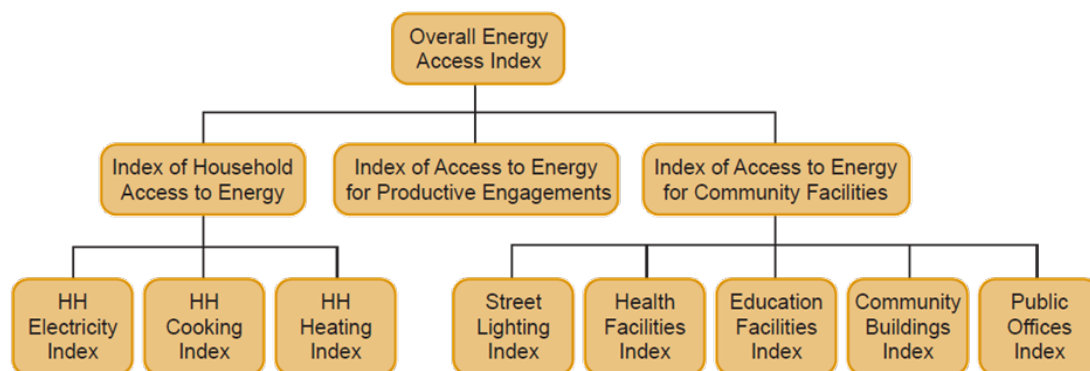 Overall Energy
Access Index
Index of Household
Access to Energy
Index of Access to Energy
for Productive Engagements
Index of Access to Energy
for Community Facilities
HH
Electricity
Index
HH
Cooking
Index
HH
Heating
Index
Street
Lighting
Index
Health
Facilities
Index
Education
Facilities
Index
Community
Buildings
Index
Public
Offices
Index